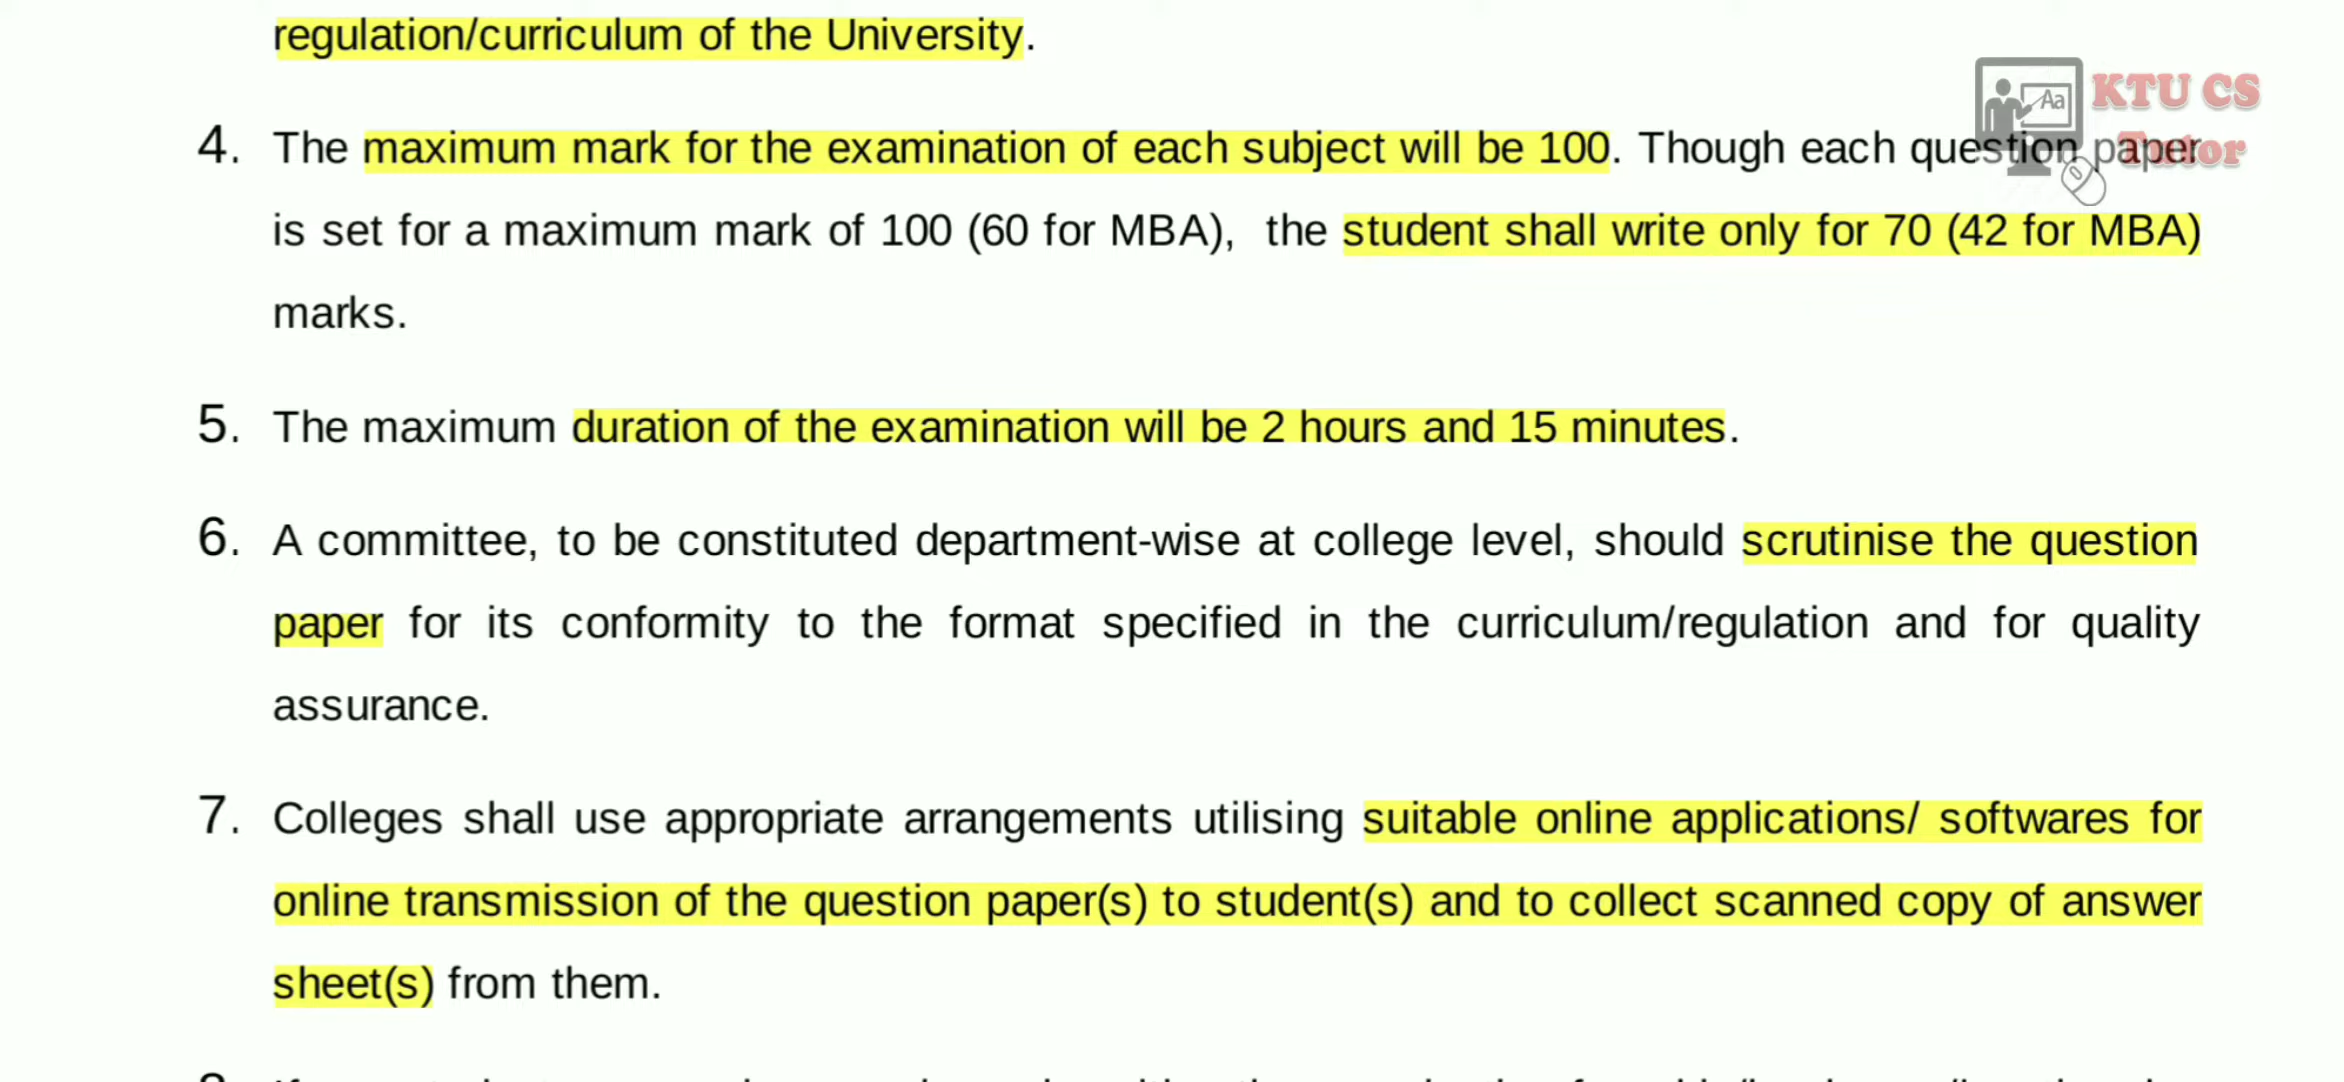 regulation/curriculum of the University.
KTU CS
Tutor
Aa
4. The maximum mark for the examination of each subject will be 100. Though each question paper
is set for a maximum mark of 100 (60 for MBA), the student shall write only for 70 (42 for MBA)
marks.
5. The maximum duration of the examination will be 2 hours and 15 minutes.
6. A committee, to be constituted department-wise at college level, should scrutinise the question
paper for its conformity to the format specified in the curriculum/regulation and for quality
assurance.
7. Colleges shall use appropriate arrangements utilising suitable online applications/ softwares for
online transmission of the question paper(s) to student(s) and to collect scanned copy of answer
sheet(s) from them.